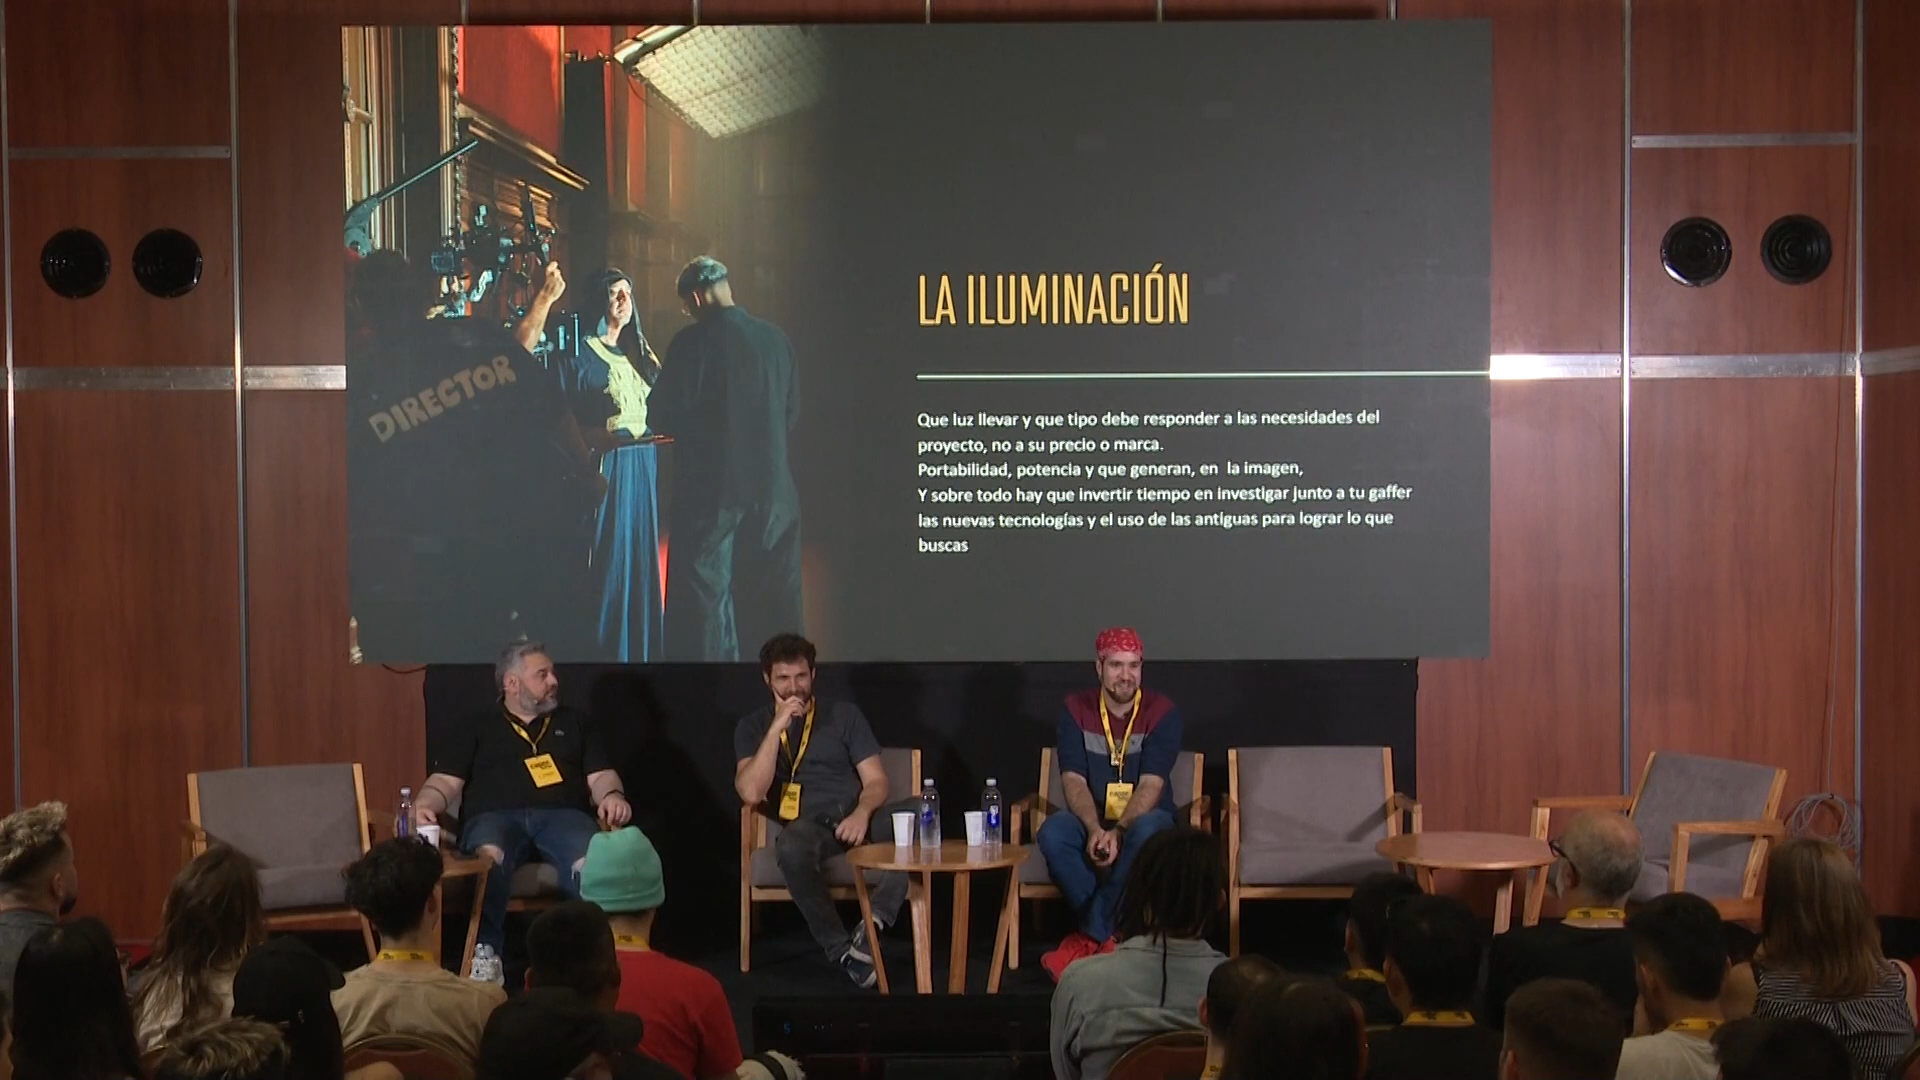 LA ILUMINACIÓN
DIRECTOR
Que luz llevar y que tipo debe responder a las necesidades del
proyecto, no a su precio o marca.
Portabilidad, potencia y que generan, en la imagen,
Y sobre todo hay que invertir tiempo en investigar junto a tu gaffer
las nuevas tecnologías y el uso de las antiguas para lograr lo que
buscas